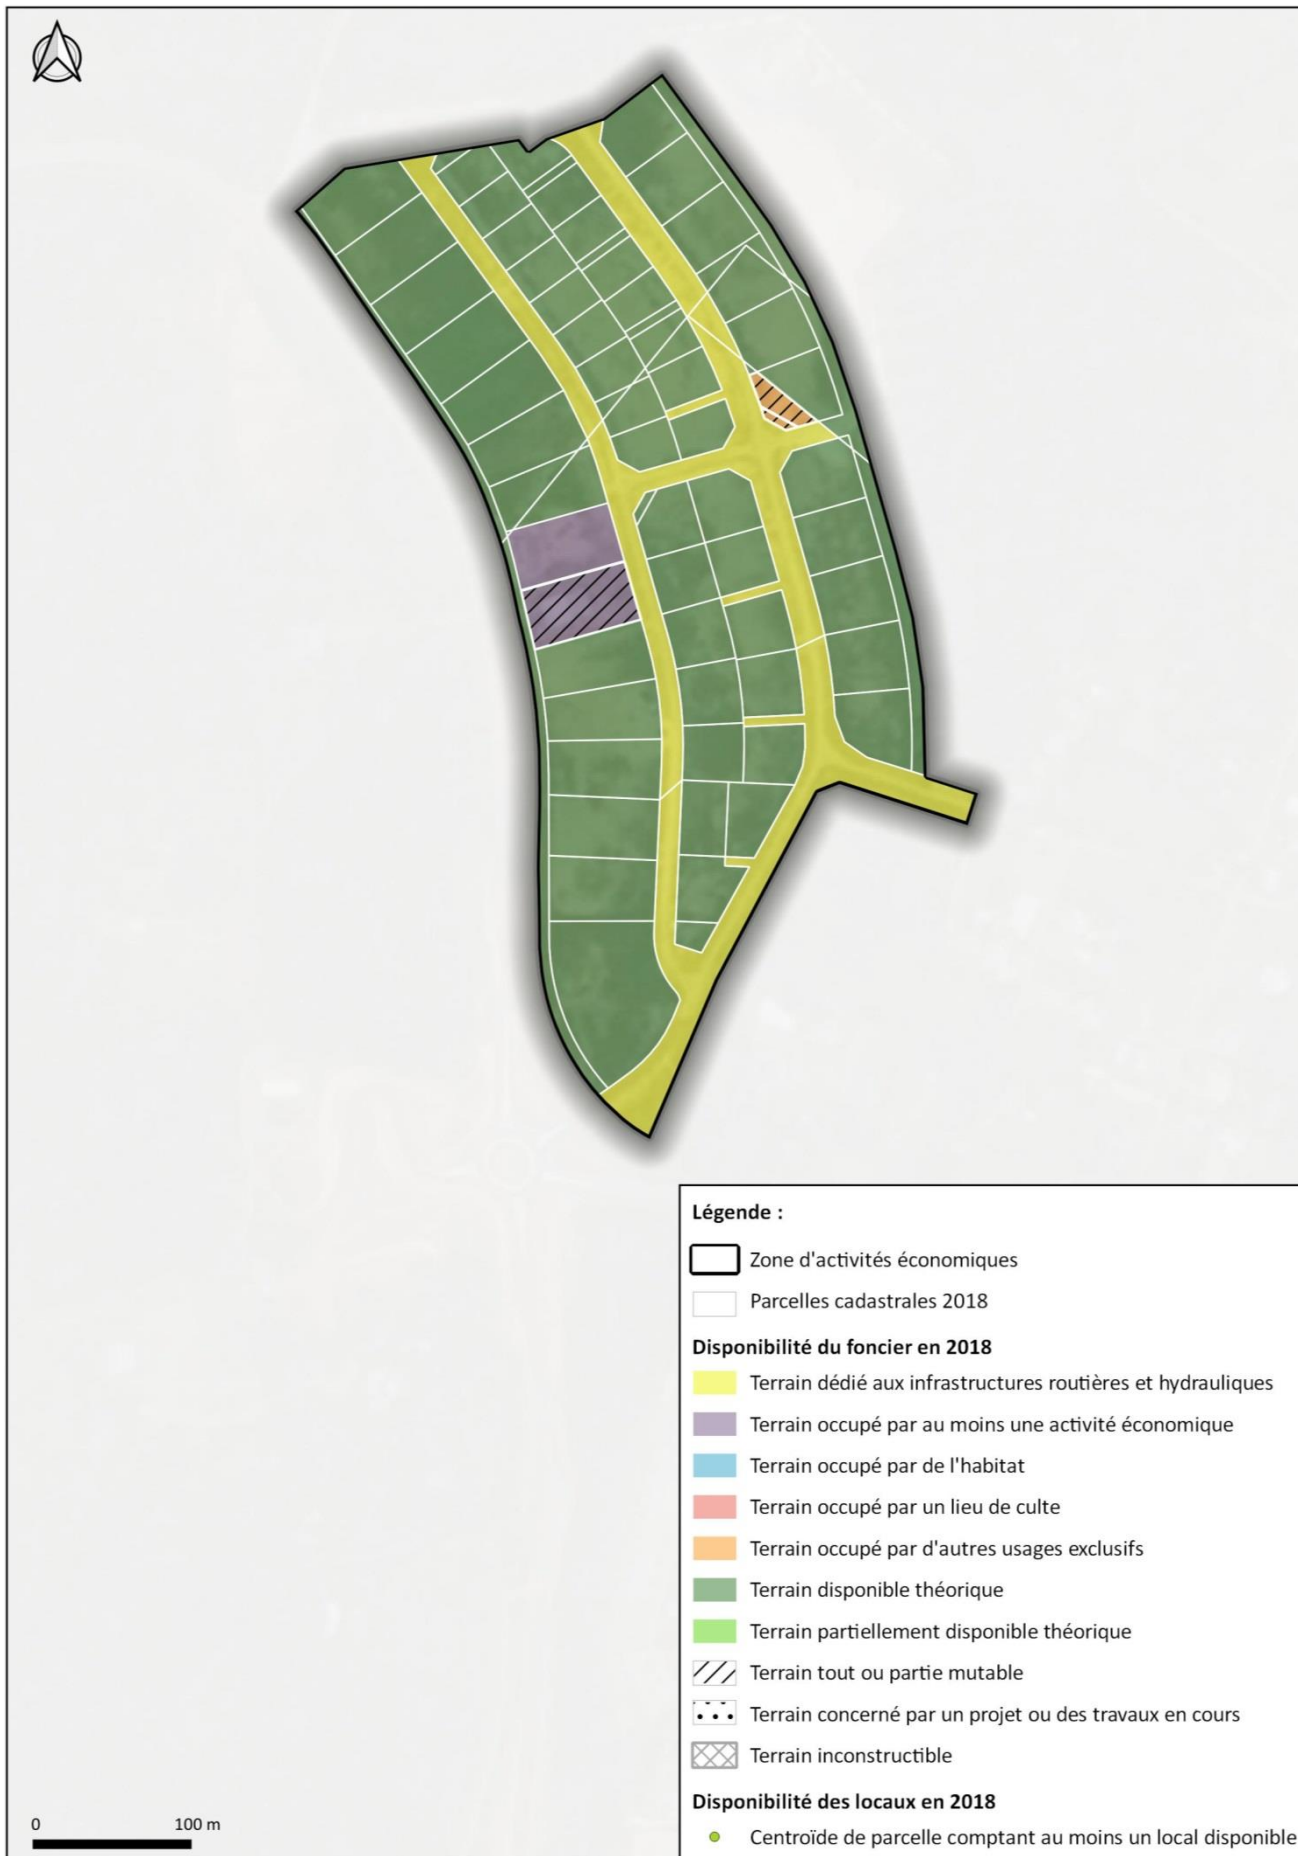 Légende :
Zone d'activités économiques
Parcelles cadastrales 2018
Disponibilité du foncier en 2018
Terrain dédié aux infrastructures routières et hydrauliques
Terrain occupé par au moins une activité économique
Terrain occupé par de l'habitat
Terrain occupé par un lieu de culte
Terrain occupé par d'autres usages exclusifs
Terrain disponible théorique
Terrain partiellement disponible théorique
Terrain tout ou partie mutable
Terrain concerné par un projet ou des travaux en cours
Terrain inconstructible
Disponibilité des locaux en 2018
Centroïde de parcelle comptant au moins un local disponible
0 100 m